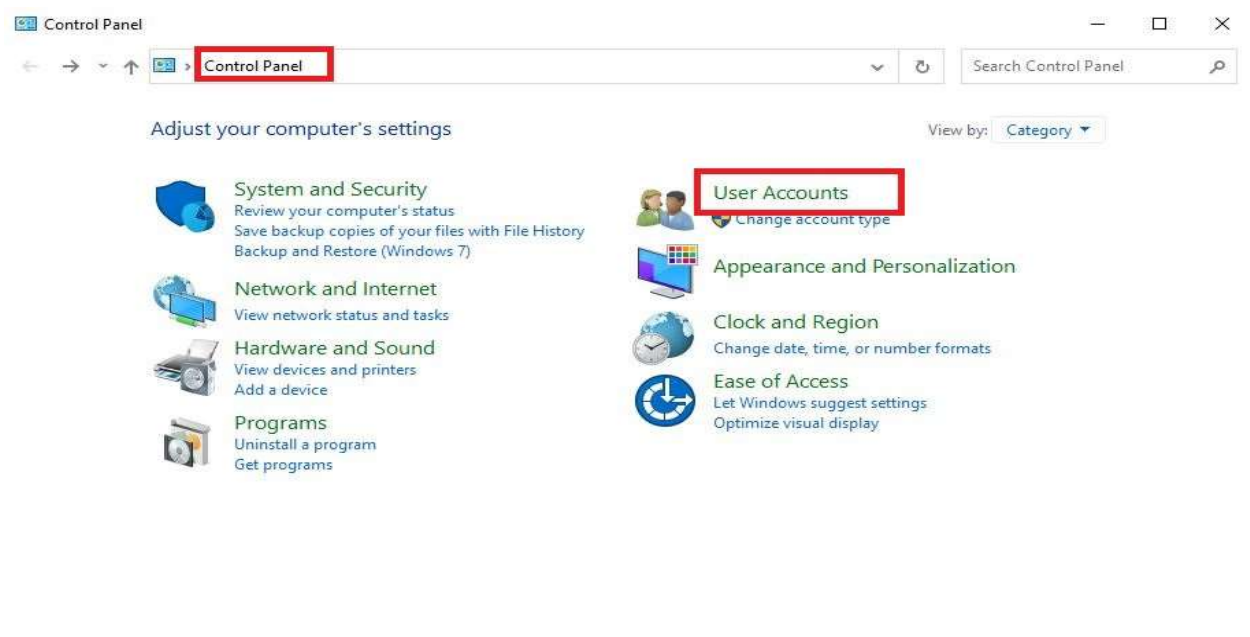 Control Panel
Control Panel
Search Control Panel
Adjust your computer's settings
View by: Category
System and Security
Review your computer's status
Save backup copies of your files with File History
Backup and Restore (Windows 7)
Network and Internet
View network status and tasks
Hardware and Sound
View devices and printers
Add a device
Programs
Uninstall a program
Get programs
User Accounts
Change account type
Appearance and Personalization
Clock and Region
Change date, time, or number formats
Ease of Access
Let Windows suggest settings
Optimize visual display